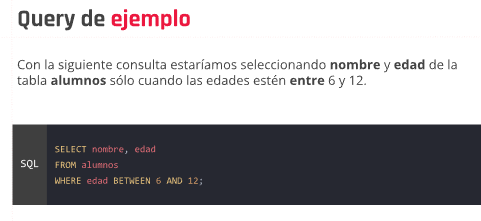 Query de ejemplo
Con la siguiente consulta estaríamos seleccionando nombre y edad de la
tabla alumnos sólo cuando las edades estén entre 6 y 12.
SQL
SELECT nombre, edad
FROM alumnos
WHERE edad BETWEEN 6 AND 12;